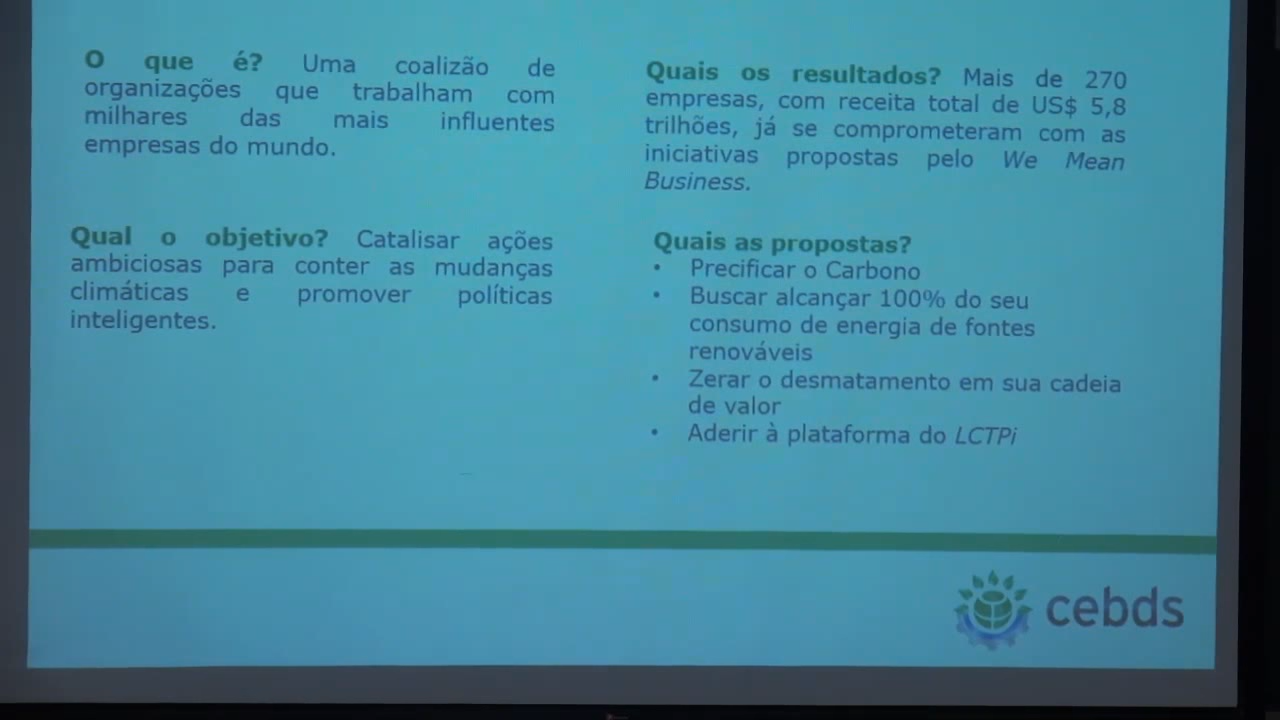 O que é? Uma coalizão de
organizações que trabalham com
milhares das mais influentes
empresas do mundo.
Qual o objetivo? Catalisar ações
ambiciosas para conter as mudanças
climáticas e promover políticas
inteligentes.
Quais os resultados? Mais de 270
empresas, com receita total de US$ 5,8
trilhões, já se comprometeram com as
iniciativas propostas pelo We Mean
Business.
Quais as propostas?
• Precificar o Carbono
• Buscar alcançar 100% do seu
consumo de energia de fontes
renováveis
• Zerar o desmatamento em sua cadeia
de valor
• Aderir à plataforma do LCTPi
cebds